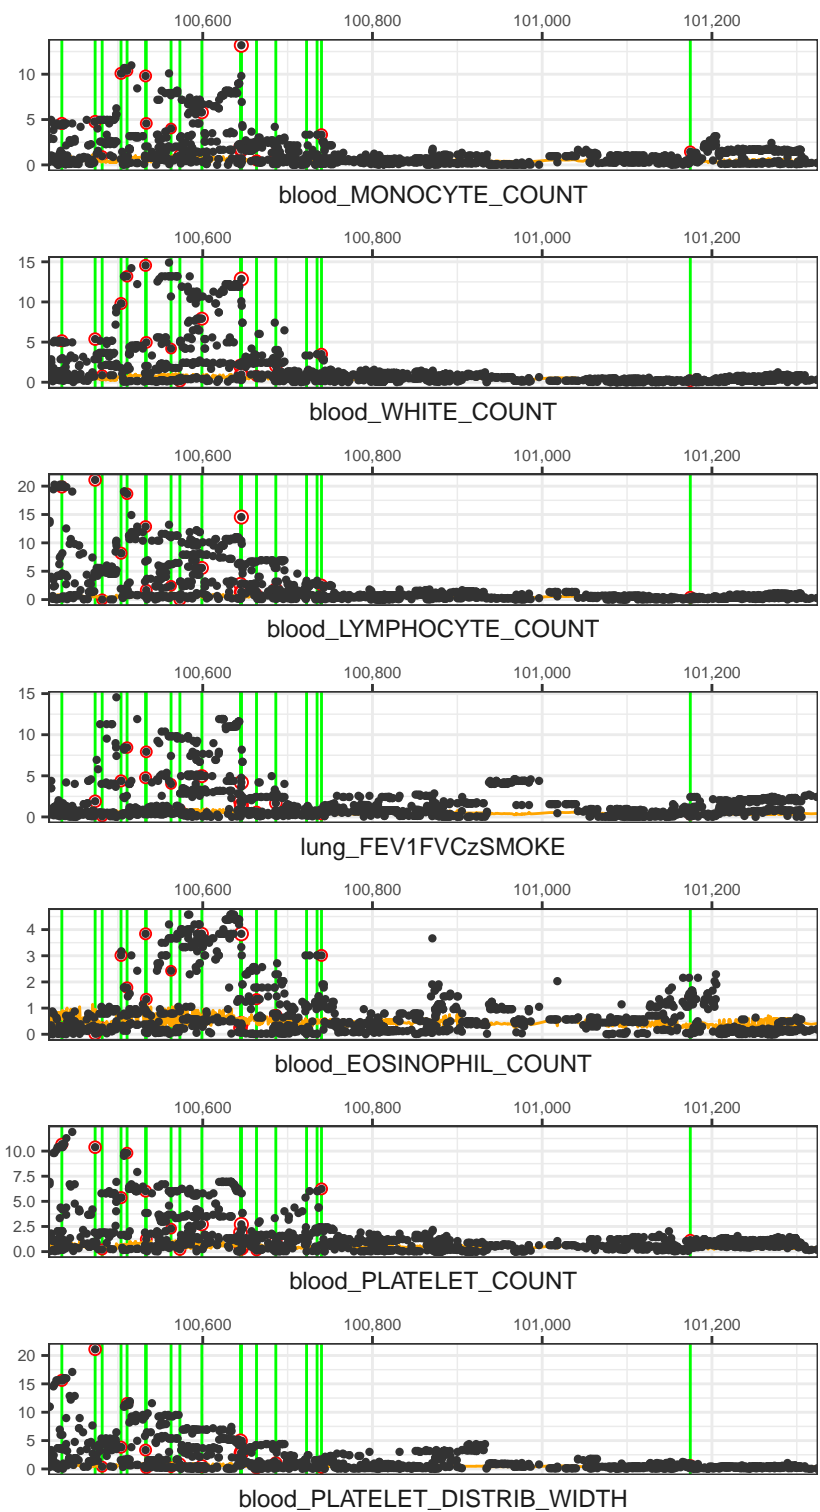 100,600 100,800 101,000 101,200
10
5
0
blood_MONOCYTE_COUNT
100,600 100,800 101,000 101,200
15
10
5
0
blood_WHITE_COUNT
100,600 100,800 101,000 101,200
20
15
10
5
0
blood_LYMPHOCYTE_COUNT
100,600 100,800 101,000 101,200
15
10
5
0
lung_FEV1FVCzSMOKE
100,600 100,800 101,000 101,200
4
3
2
1
0
blood_EOSINOPHIL_COUNT
100,600 100,800 101,000 101,200
10.0
7.5
5.0
2.5
0.0
blood_PLATELET_COUNT
100,600 100,800 101,000 101,200
20
15
10
5
0
blood_PLATELET_DISTRIB_WIDTH